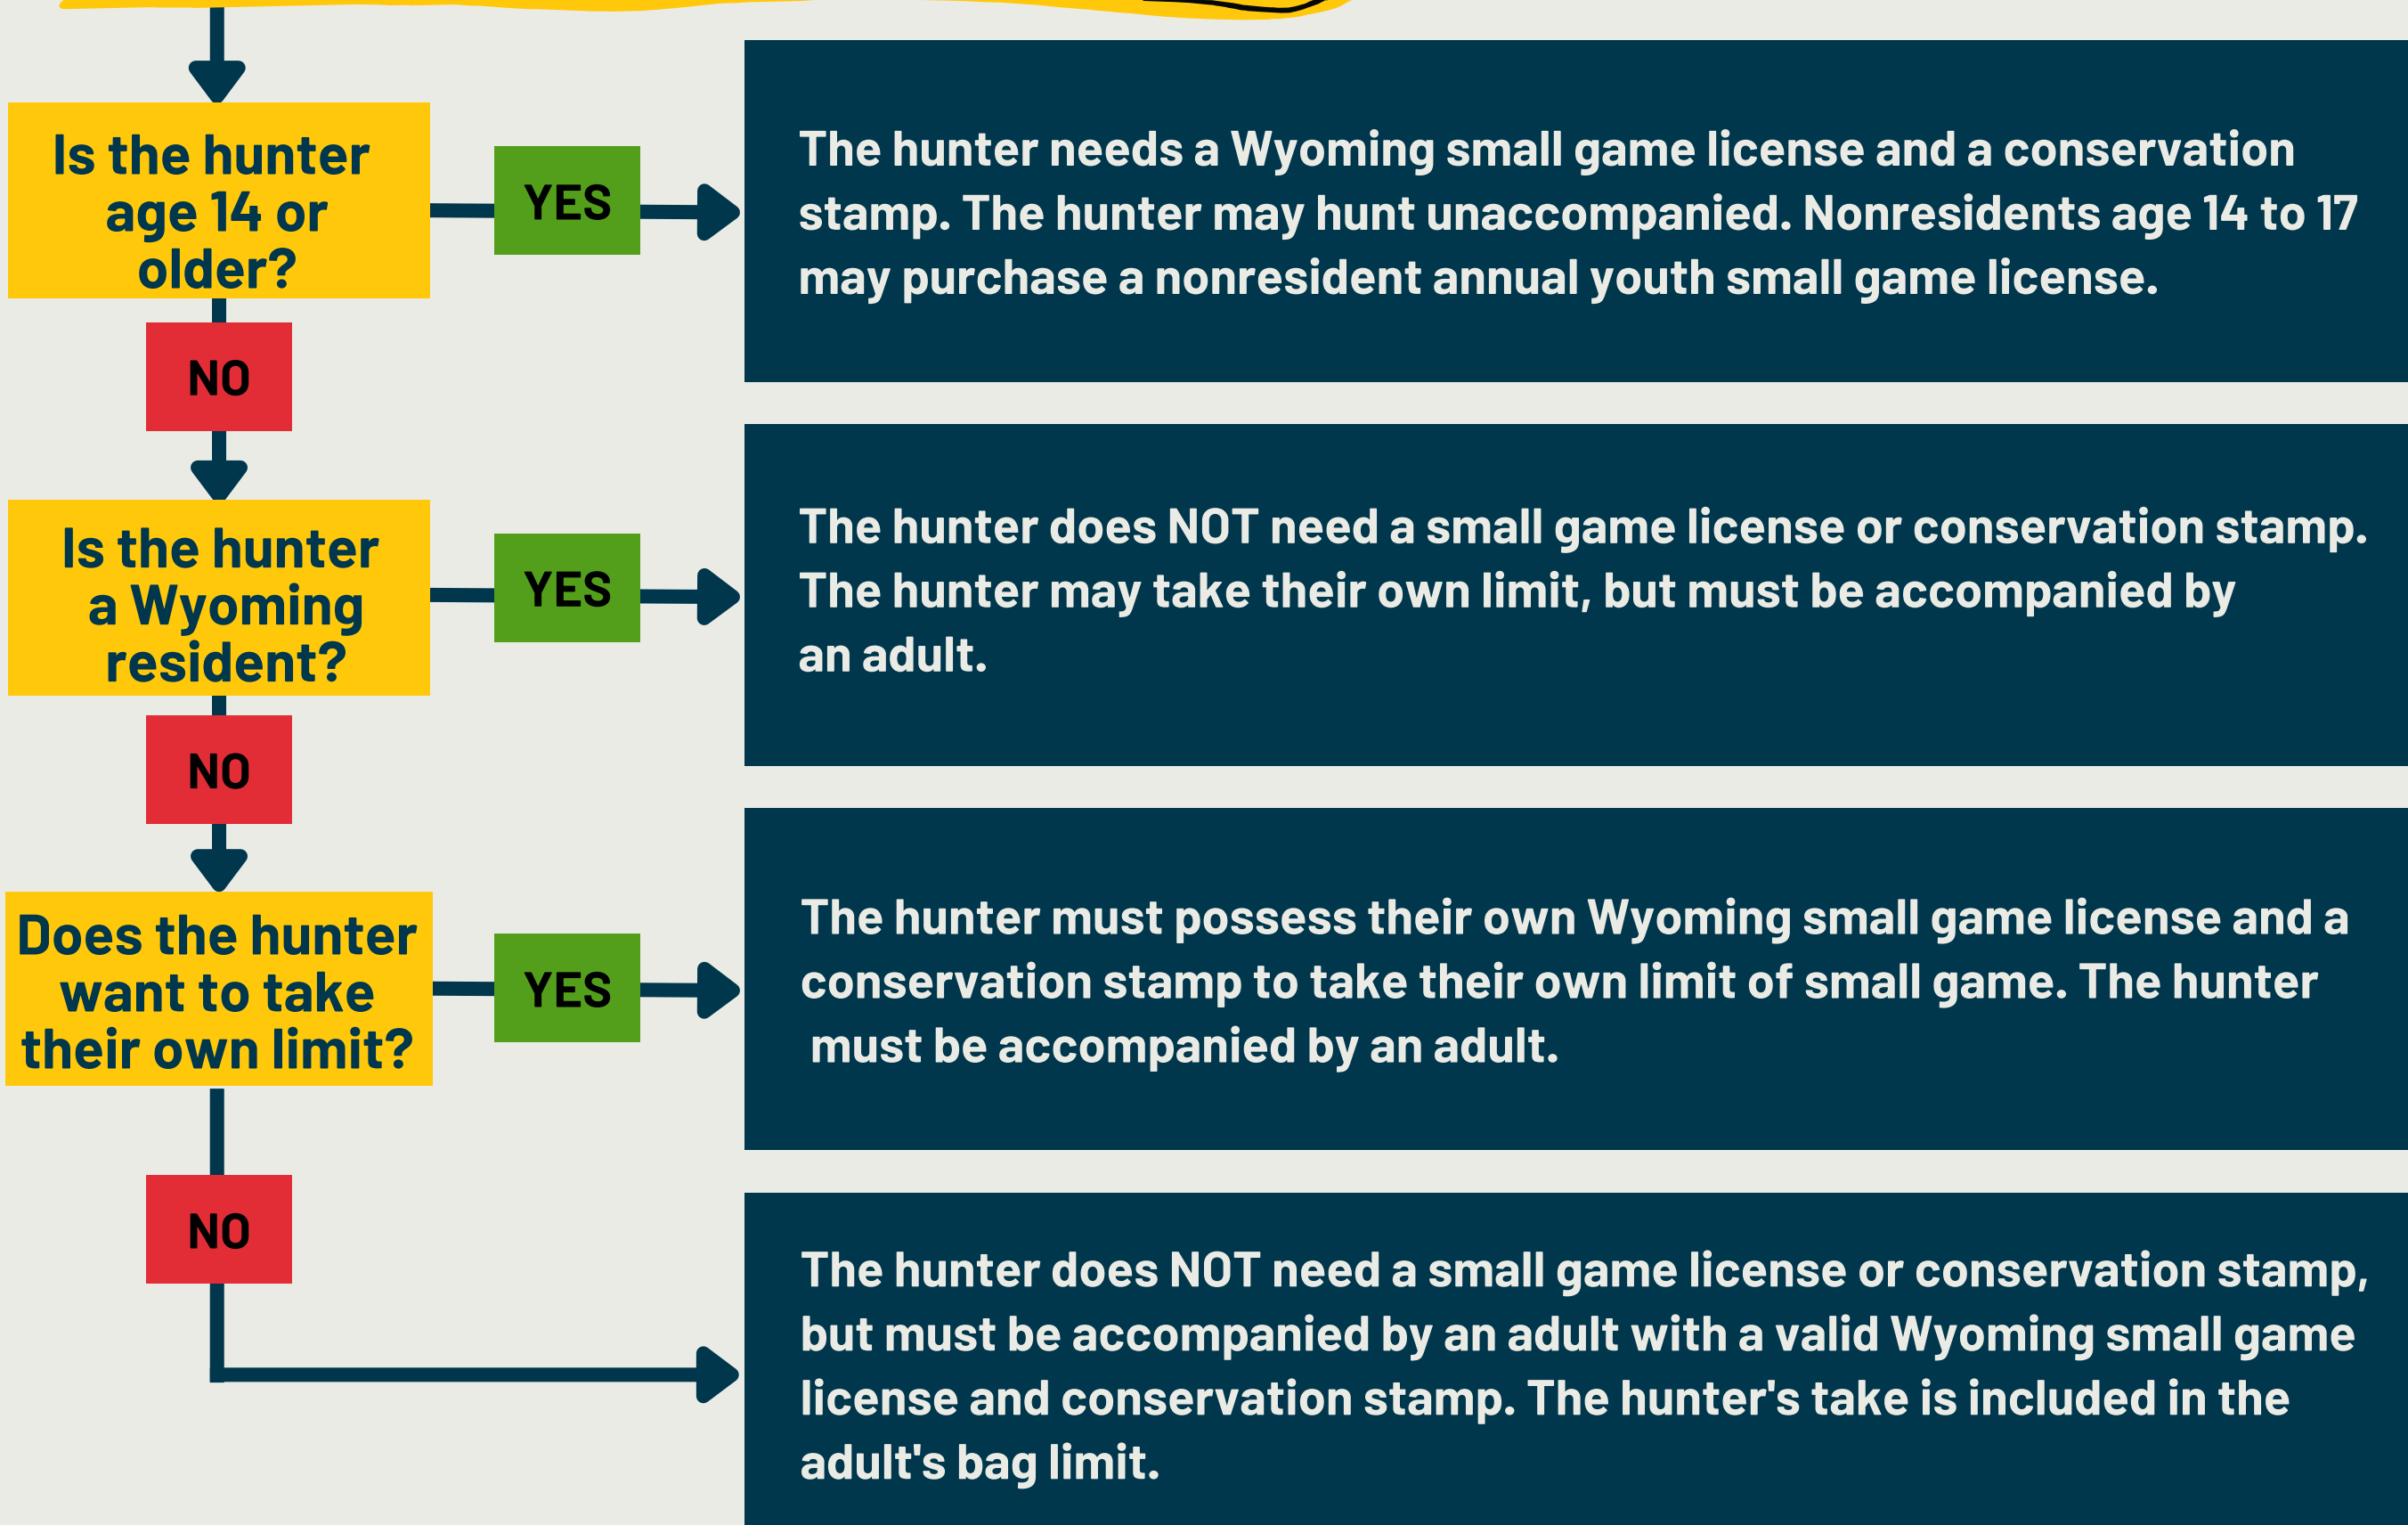 Is the hunter
age 14 or
older?
YES
The hunter needs a Wyoming small game license and a conservation
stamp. The hunter may hunt unaccompanied. Nonresidents age 14 to 17
may purchase a nonresident annual youth small game license.
NO
Is the hunter
a Wyoming
resident?
YES
The hunter does NOT need a small game license or conservation stamp.
The hunter may take their own limit, but must be accompanied by
an adult.
NO
Does the hunter
want to take
their own limit?
YES
The hunter must possess their own Wyoming small game license and a
conservation stamp to take their own limit of small game. The hunter
must be accompanied by an adult.
NO
The hunter does NOT need a small game license or conservation stamp,
but must be accompanied by an adult with a valid Wyoming small game
license and conservation stamp. The hunter's take is included in the
adult's bag limit.